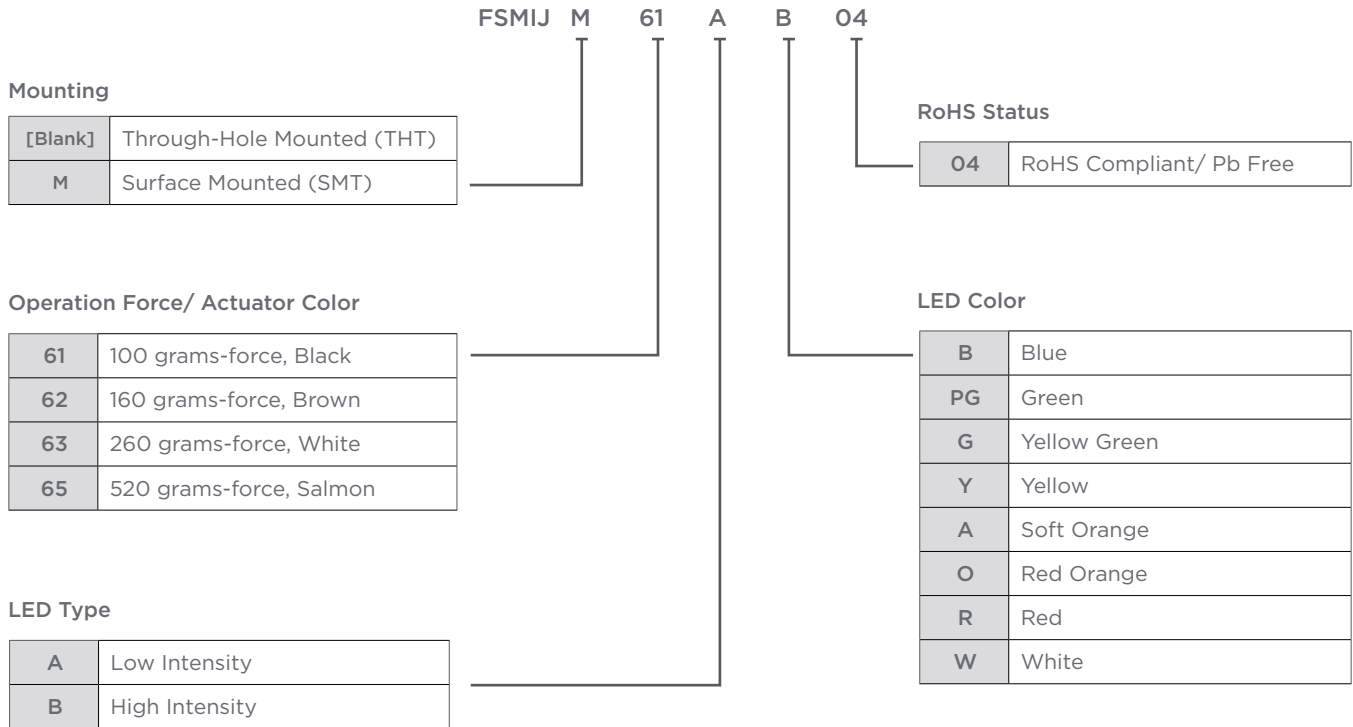 FSMIJ M 61 A B 04
Mounting
[Blank] Through-Hole Mounted (THT)
M Surface Mounted (SMT)
Operation Force/ Actuator Color
61 100 grams-force, Black
62 160 grams-force, Brown
63 260 grams-force, White
65 520 grams-force, Salmon
LED Type
A Low Intensity
B High Intensity
RoHS Status
04 RoHS Compliant/ Pb Free
LED Color
B Blue
PG Green
G Yellow Green
Y Yellow
A Soft Orange
O Red Orange
R Red
W White